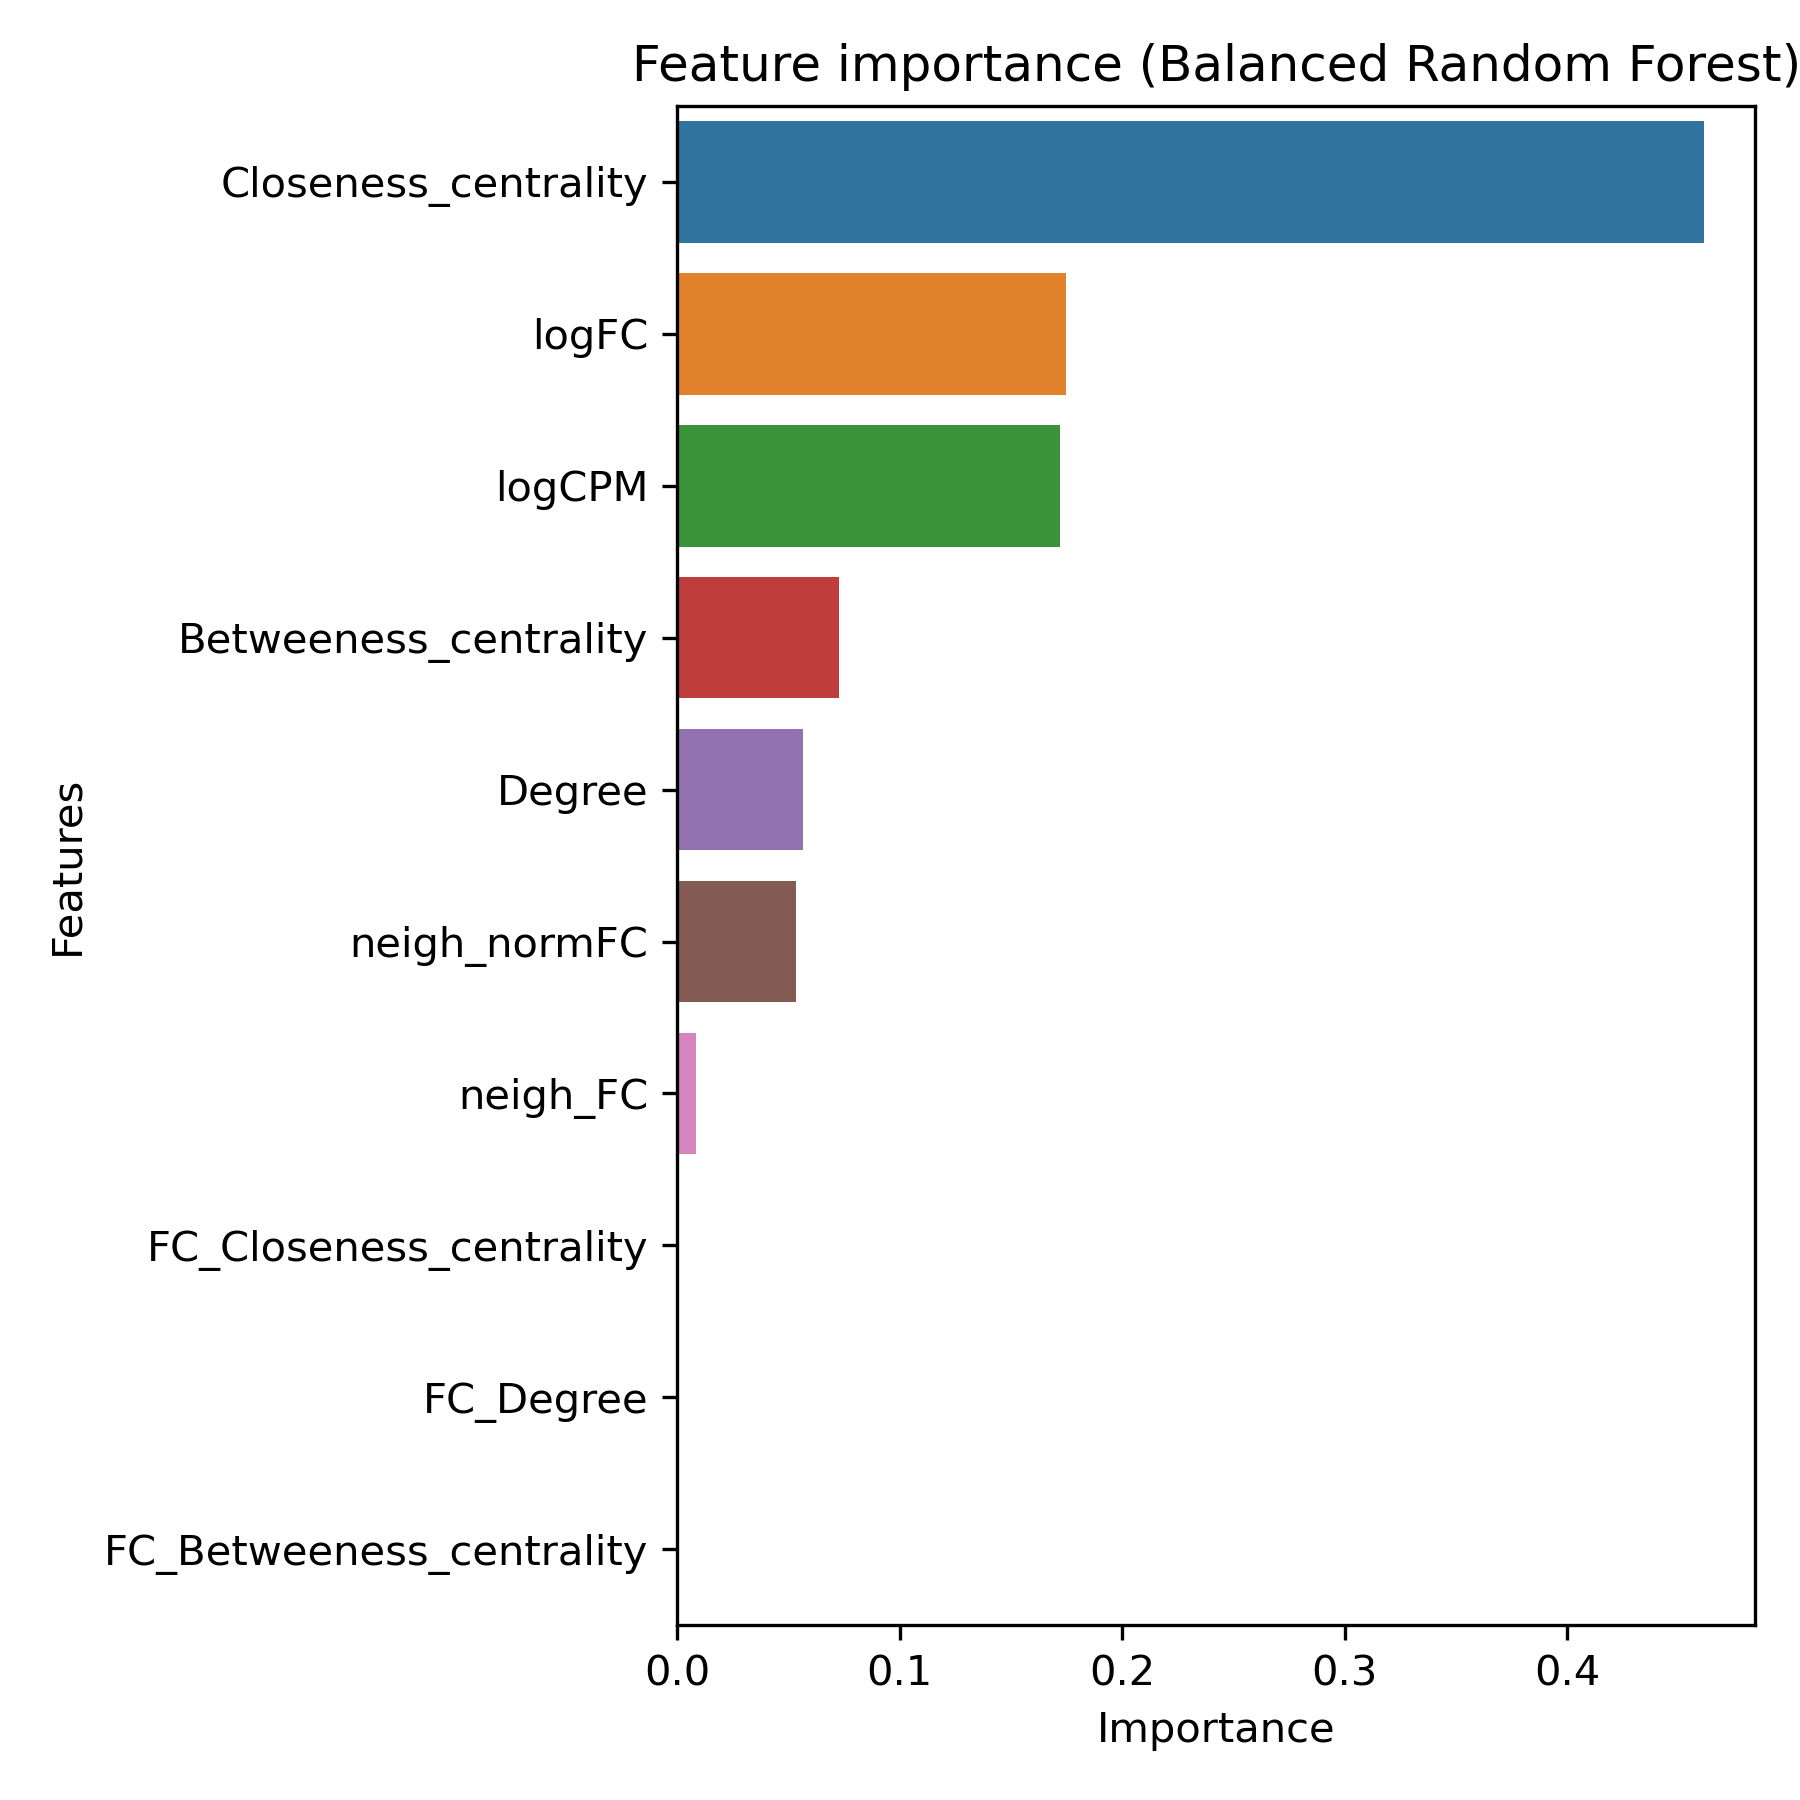 Feature importance (Balanced Random Forest)
Features
Closeness_centrality
logFC
logCPM
Betweeness_centrality
Degree
neigh_normFC
neigh_FC
FC_Closeness_centrality
FC_Degree
FC_Betweeness_centrality
0.0 0.1 0.2 0.3 0.4
Importance